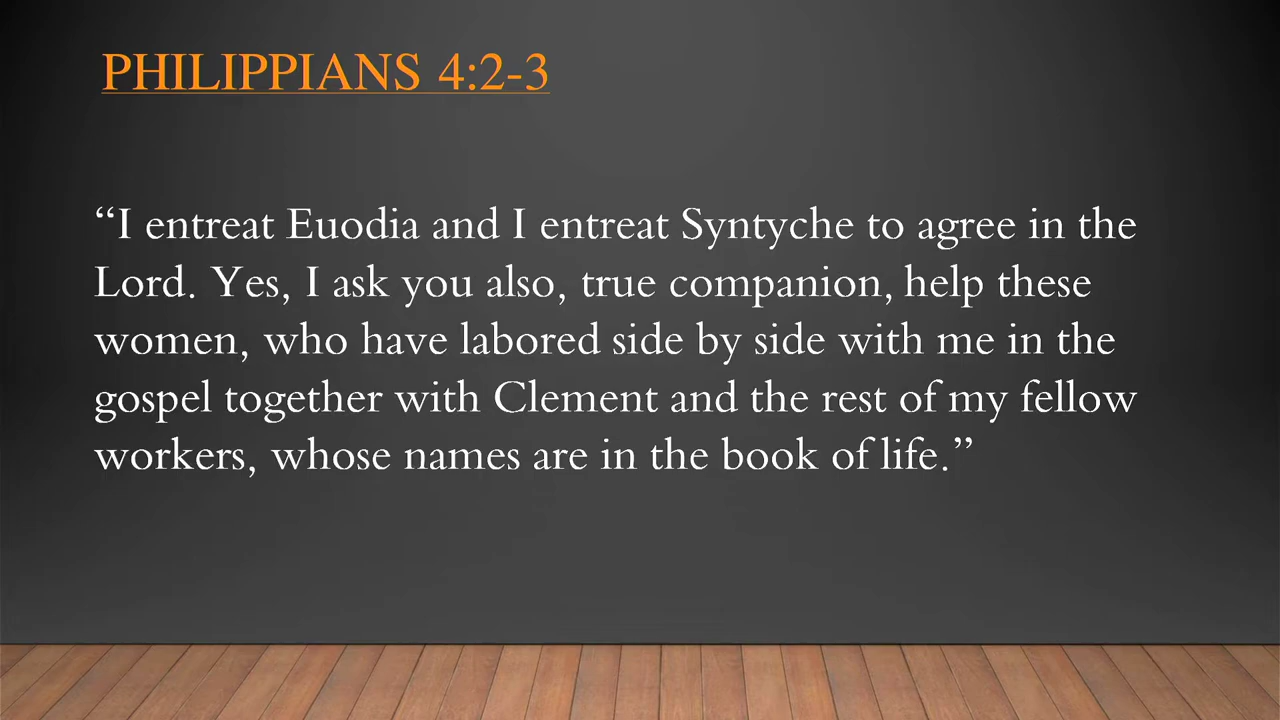 PHILIPPIANS 4:2-3
“I entreat Euodia and I entreat Syntyche to agree in the
Lord. Yes, I ask you also, true companion, help these
women, who have labored side by side with me in the
gospel together with Clement and the rest of my fellow
workers, whose names are in the book of life.”